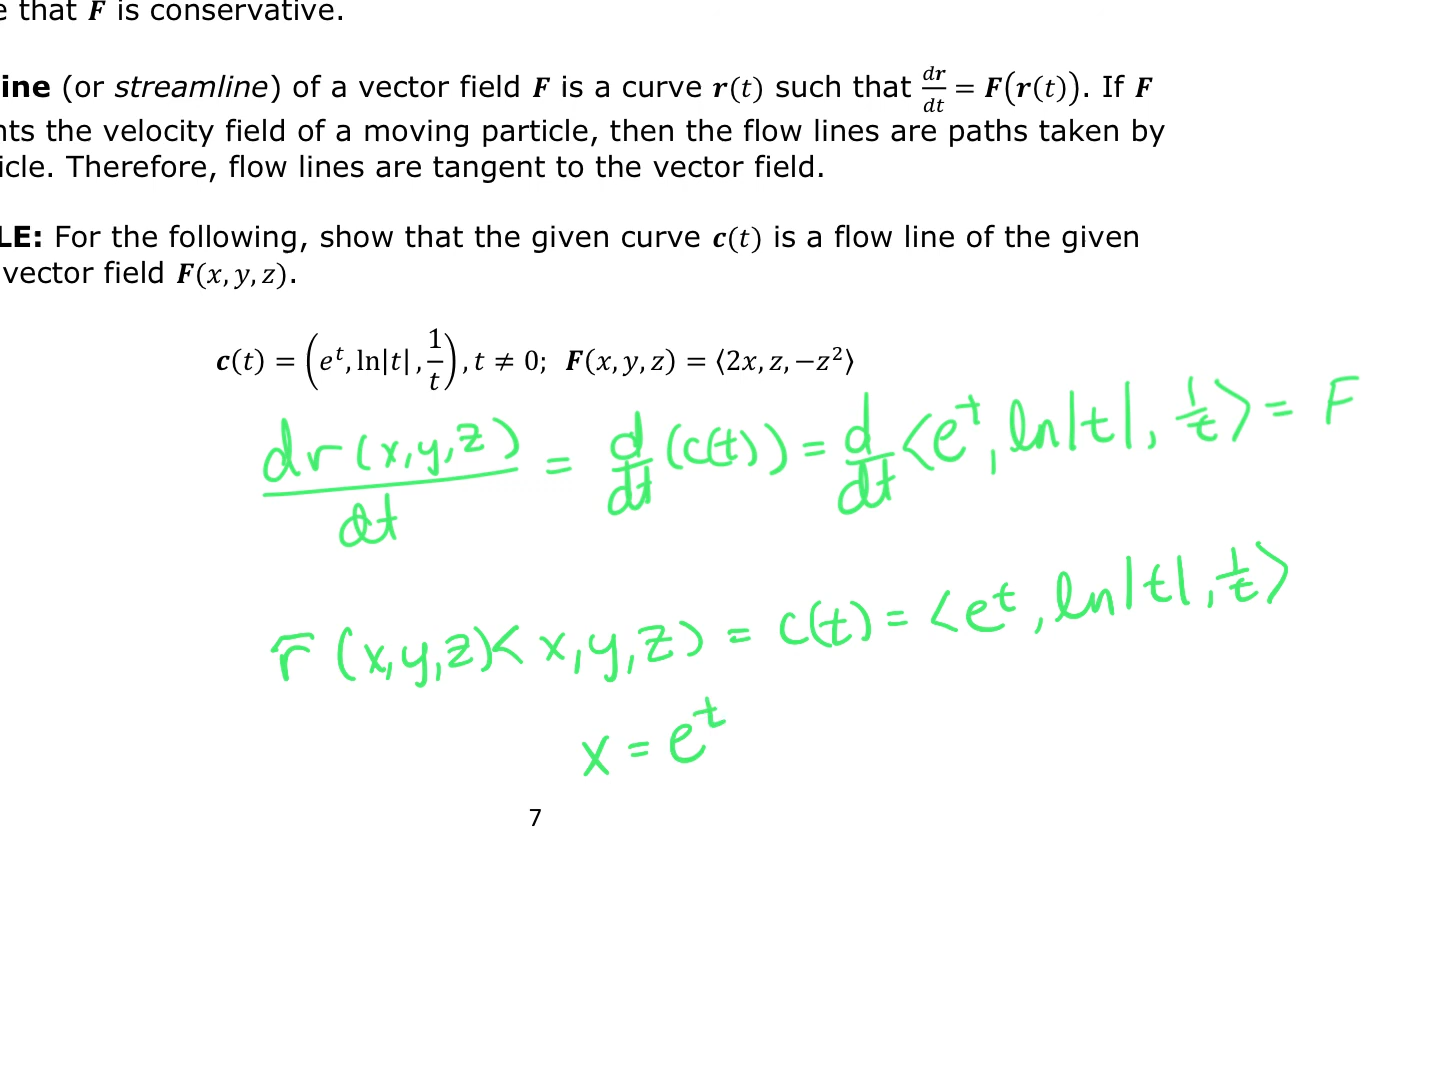 e that F is conservative.
ine (or streamline) of a vector field F is a curve r(t) such that dr/dt = F(r(t)). If F
nts the velocity field of a moving particle, then the flow lines are paths taken by
icle. Therefore, flow lines are tangent to the vector field.
LE: For the following, show that the given curve c(t) is a flow line of the given
vector field F(x, y, z).
c(t) = (e^t, ln|t|, 1/t), t ≠ 0; F(x, y, z) = ⟨2x, z, −z²⟩
dr(x,y,z)/dt = d/dt (c(t)) = d/dt <e^t, ln|t|, 1/t> = F
r(x,y,z)< x,y,z) = c(t) = <e^t, ln|t|, 1/t>
x = e^t
7